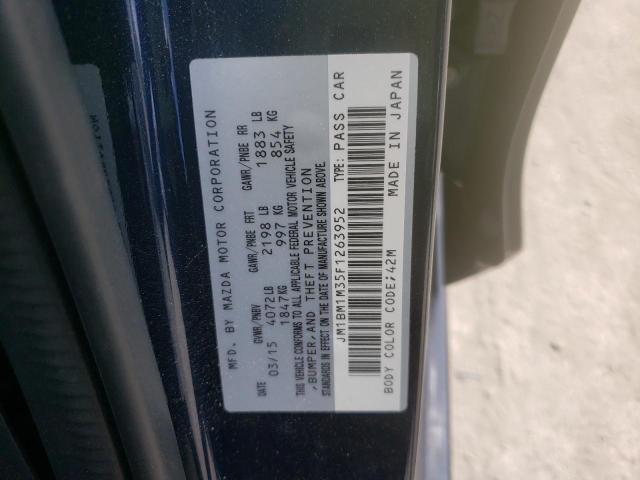 MFD. BY MAZDA MOTOR CORPORATION
DATE GVWR/PNBV GAWR/PNBE FRT GAWR/PNBE RR
03/15 4072LB 2198 LB 1883 LB
1847KG 997 KG 854 KG
THIS VEHICLE CONFORMS TO ALL APPLICABLE FEDERAL MOTOR VEHICLE SAFETY
,BUMPER,AND THEFT PREVENTION
STANDARDS IN EFFECT ON THE DATE OF MANUFACTURE SHOWN ABOVE.
JM1BM1M35F1263952 TYPE: PASS CAR
BODY COLOR CODE;42M MADE IN JAPAN